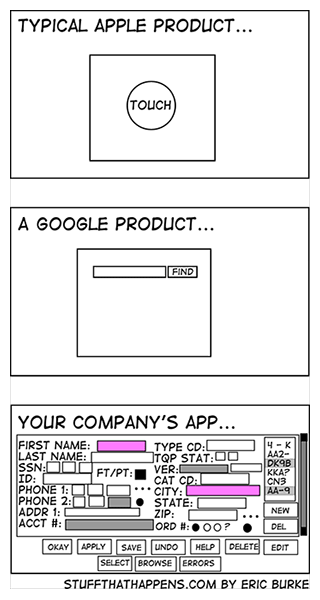 TYPICAL APPLE PRODUCT...
TOUCH
A GOOGLE PRODUCT...
FIND
YOUR COMPANY'S APP...
FIRST NAME:
TYPE CD:
4 - K
LAST NAME:
TQP STAT:
AA2-
SSN:
FT/PT:
VER:
DK9B
ID:
CAT CD:
KKA?
PHONE 1:
...
CITY:
CN3
PHONE 2:
STATE:
AA-9
ADDR 1:
ZIP:
...
NEW
ACCT #:
ORD #:
?
DEL
OKAY APPLY SAVE UNDO HELP DELETE EDIT
SELECT BROWSE ERRORS
STUFFTHATHAPPENS.COM BY ERIC BURKE